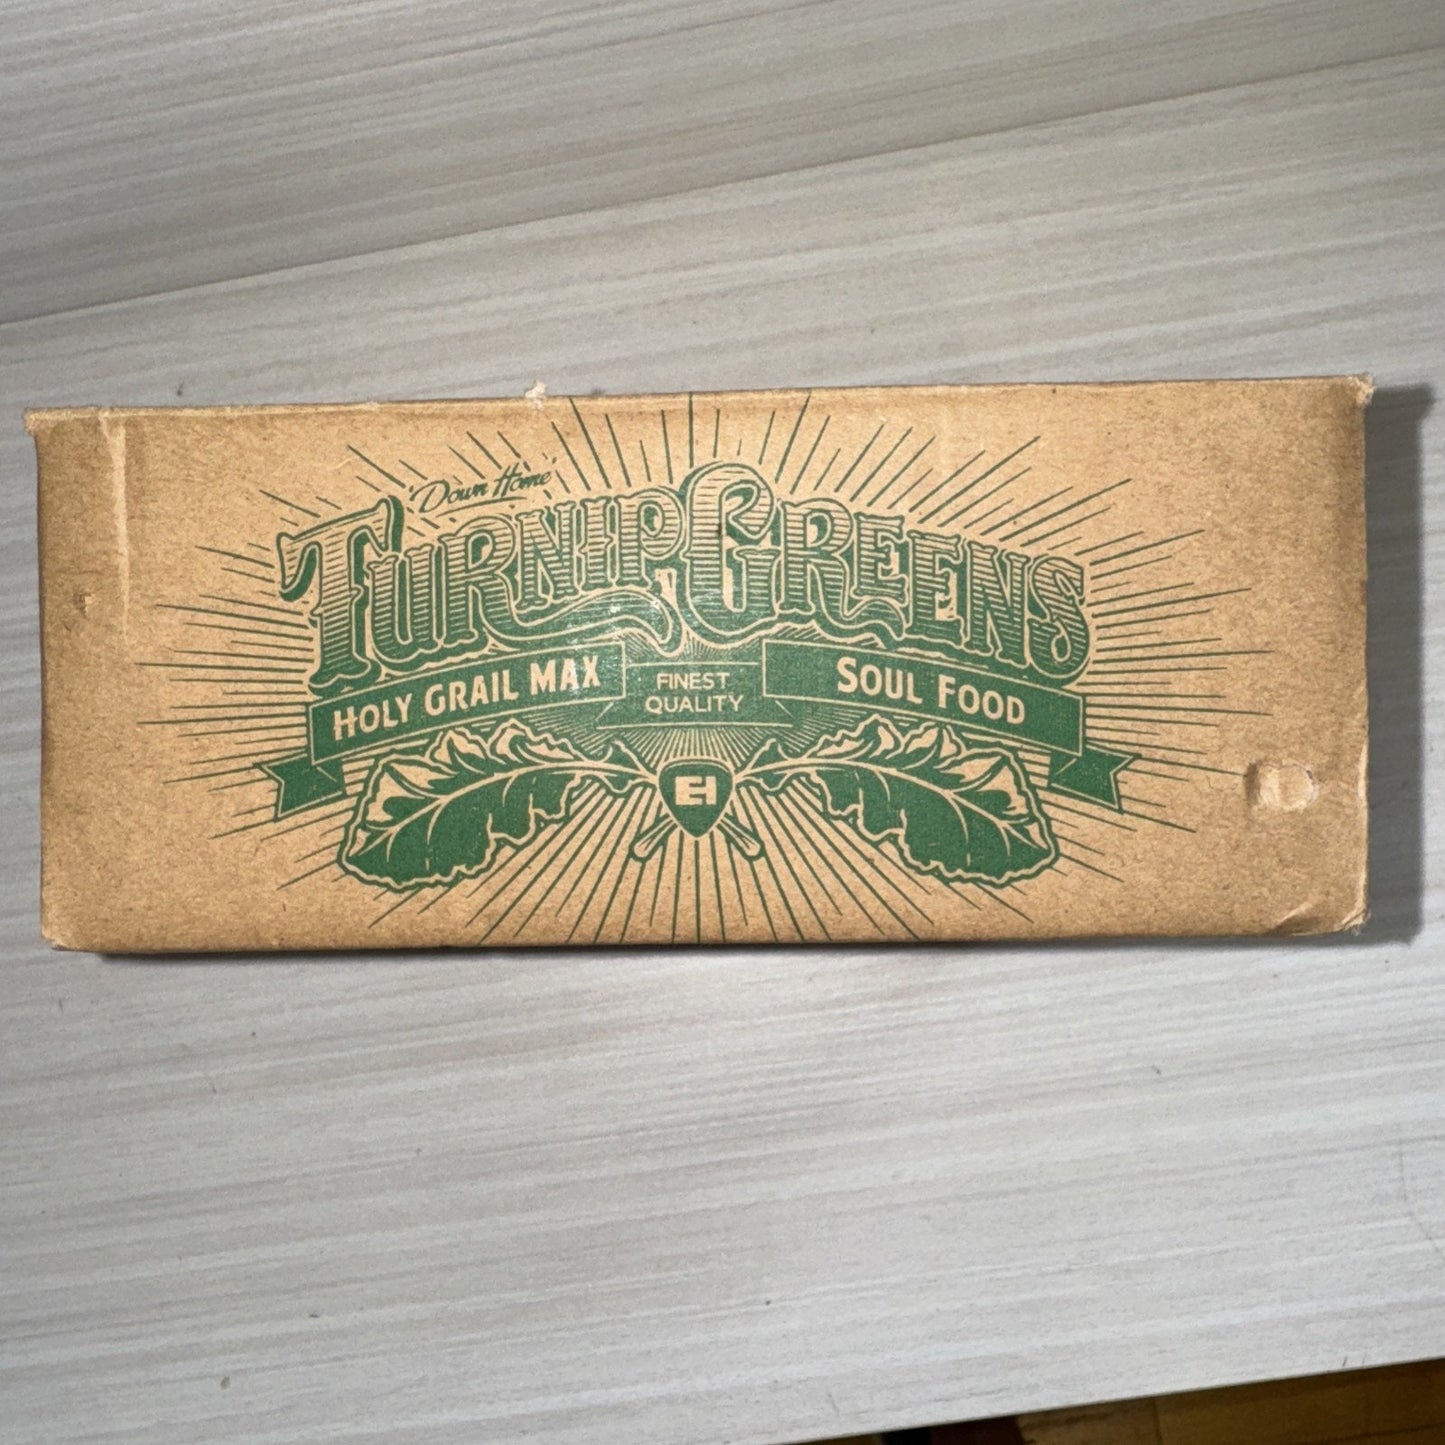 Down Home
TURNIP GREENS
HOLY GRAIL MAX
FINEST
QUALITY
SOUL FOOD
EH